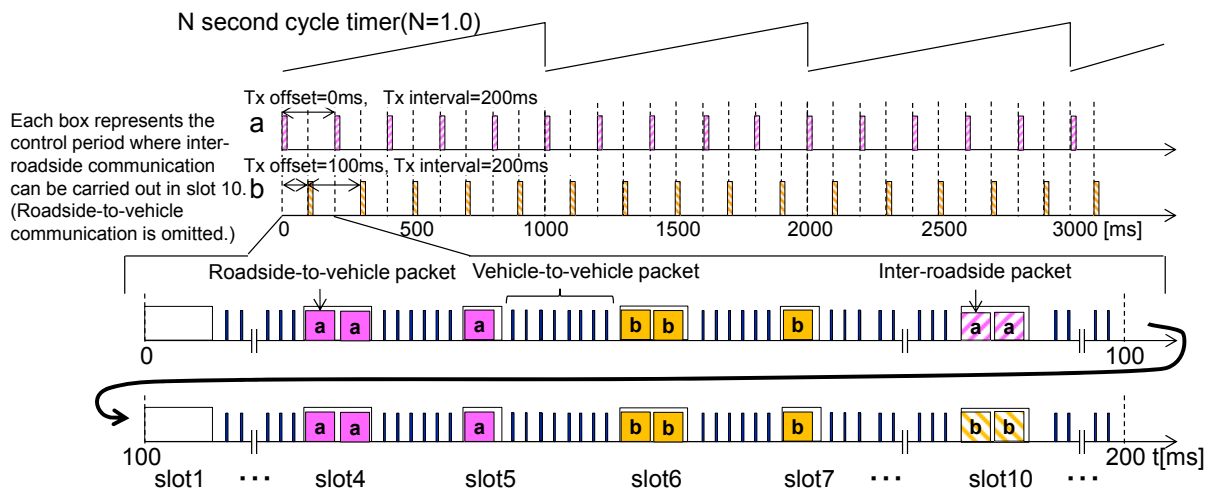 N second cycle timer(N=1.0)
Tx offset=0ms, Tx interval=200ms
Each box represents the
control period where inter-
roadside communication
can be carried out in slot 10.
(Roadside-to-vehicle
communication is omitted.)
a
Tx offset=100ms, Tx interval=200ms
b
0 500 1000 1500 2000 2500 3000 [ms]
Roadside-to-vehicle packet Vehicle-to-vehicle packet Inter-roadside packet
a a a b b b a a
0 100
a a a b b b b b
100 200 t[ms]
slot1 ··· slot4 slot5 slot6 slot7 ··· slot10 ···